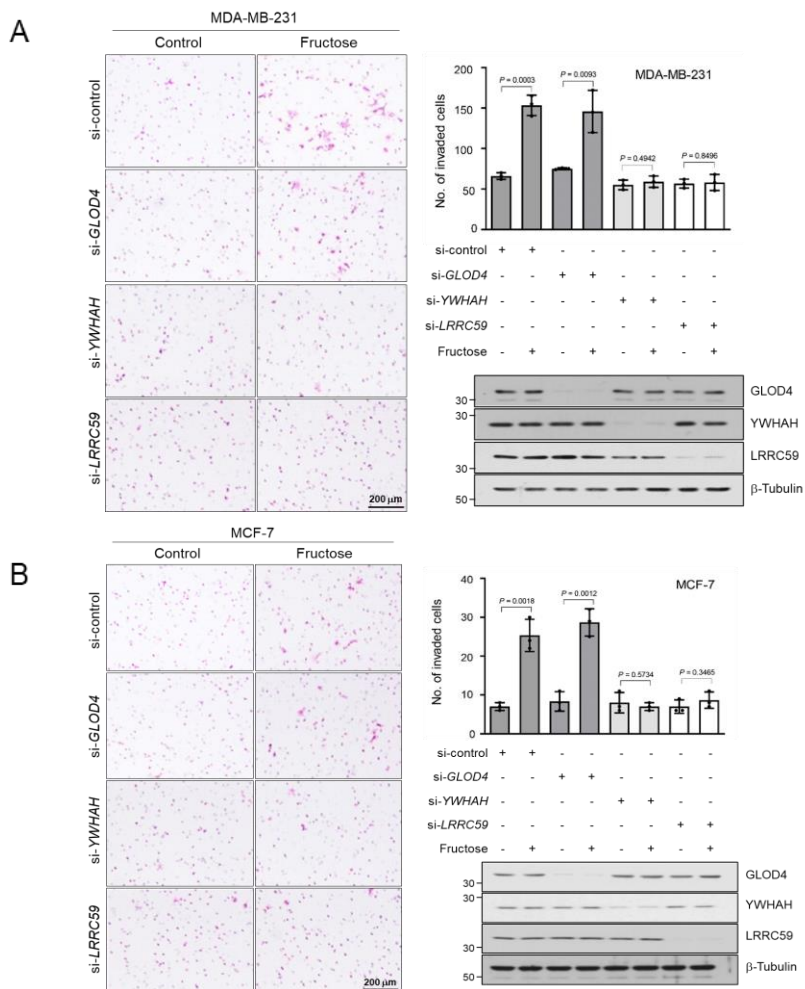 A
MDA-MB-231
Control Fructose
si-control
si-GLOD4
si-YWHAH
si-LRRC59
200 µm
MDA-MB-231
No. of invaded cells
200
150
100
50
0
P = 0.0003
P = 0.0093
P = 0.4942
P = 0.8496
si-control + + - - - - - -
si-GLOD4 - - + + - - - -
si-YWHAH - - - - + + - -
si-LRRC59 - - - - - - + +
Fructose - + - + - + - +
30 GLOD4
30 YWHAH
30 LRRC59
50 β-Tubulin
B
MCF-7
Control Fructose
si-control
si-GLOD4
si-YWHAH
si-LRRC59
200 µm
MCF-7
No. of invaded cells
40
30
20
10
0
P = 0.0018
P = 0.0012
P = 0.5734
P = 0.3465
si-control + + - - - - - -
si-GLOD4 - - + + - - - -
si-YWHAH - - - - + + - -
si-LRRC59 - - - - - - + +
Fructose - + - + - + - +
30 GLOD4
30 YWHAH
30 LRRC59
50 β-Tubulin